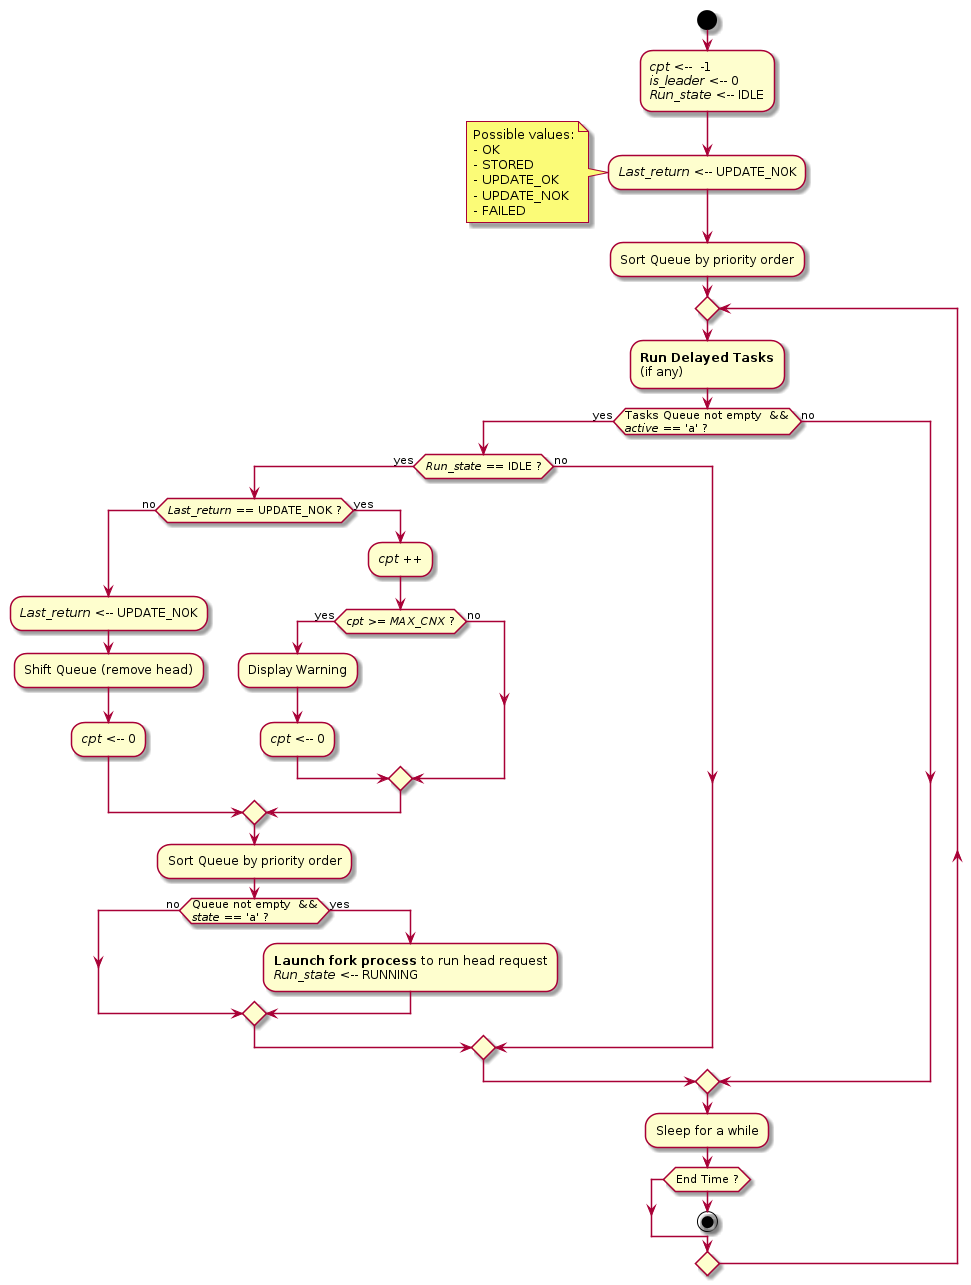 cpt <-- -1
is_leader <-- 0
Run_state <-- IDLE
Possible values:
- OK
- STORED
- UPDATE_OK
- UPDATE_NOK
- FAILED
Last_return <-- UPDATE_NOK
Sort Queue by priority order
Run Delayed Tasks
(if any)
yes
Tasks Queue not empty &&
active == 'a' ?
no
yes
Run_state == IDLE ?
no
no
Last_return == UPDATE_NOK ?
yes
cpt ++
Last_return <-- UPDATE_NOK
yes
cpt >= MAX_CNX ?
no
Shift Queue (remove head)
Display Warning
cpt <-- 0
cpt <-- 0
Sort Queue by priority order
no
Queue not empty &&
state == 'a' ?
yes
Launch fork process to run head request
Run_state <-- RUNNING
Sleep for a while
End Time ?